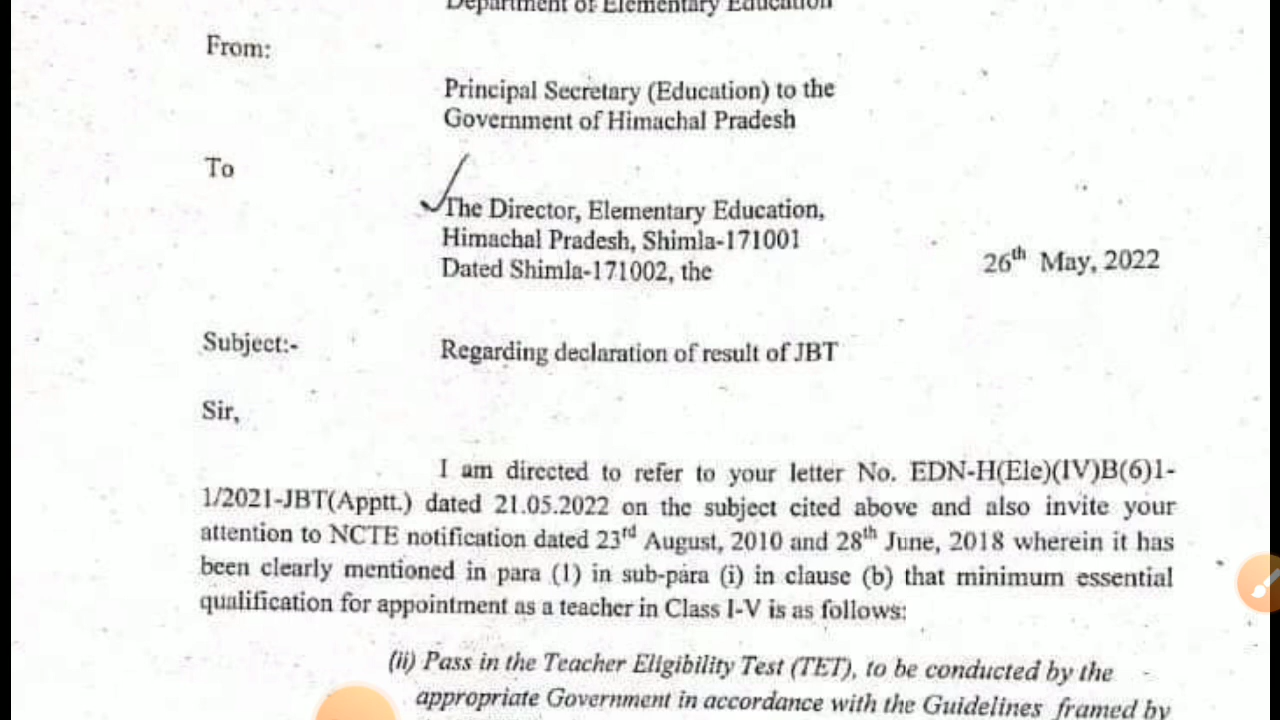 Department of Elementary Education
From:
Principal Secretary (Education) to the
Government of Himachal Pradesh
To
The Director, Elementary Education,
Himachal Pradesh, Shimla-171001
Dated Shimla-171002, the 26th May, 2022
Subject:- Regarding declaration of result of JBT
Sir,
I am directed to refer to your letter No. EDN-H(Ele)(IV)B(6)1-
1/2021-JBT(Apptt.) dated 21.05.2022 on the subject cited above and also invite your
attention to NCTE notification dated 23rd August, 2010 and 28th June, 2018 wherein it has
been clearly mentioned in para (1) in sub-para (i) in clause (b) that minimum essential
qualification for appointment as a teacher in Class I-V is as follows:
(ii) Pass in the Teacher Eligibility Test (TET), to be conducted by the
appropriate Government in accordance with the Guidelines framed by